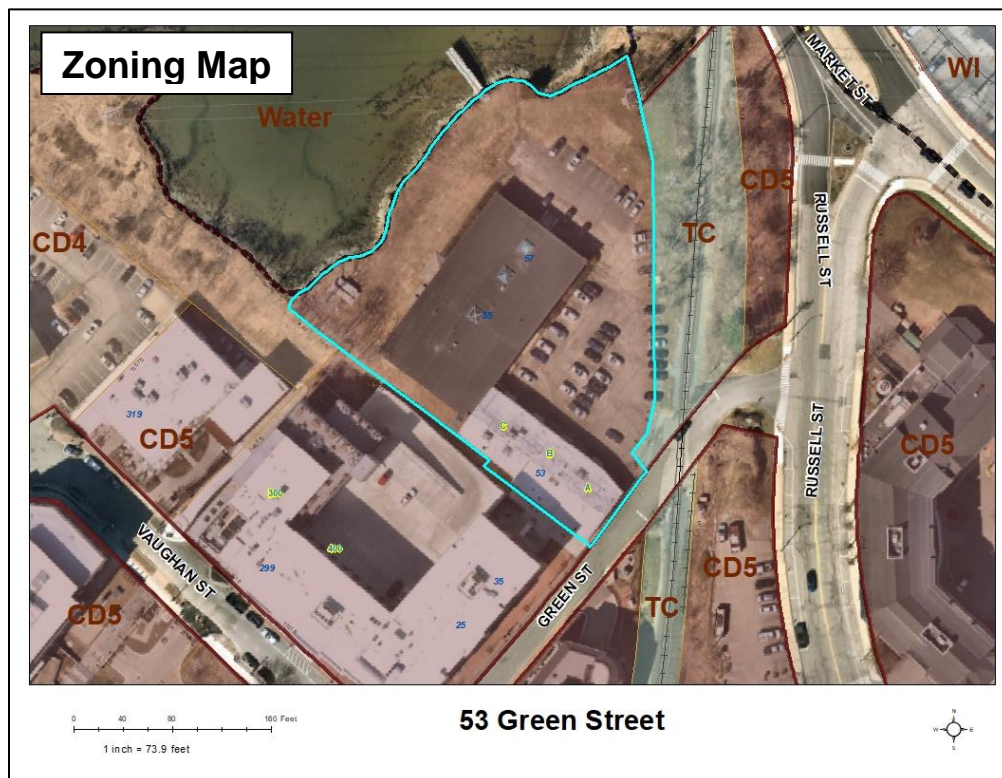 Zoning Map
Water
MARKET ST
WI
CD5
RUSSELL ST
TC
CD4
57
55
319
CD5
C
B
53
A
300
400
299
35
25
VAUGHAN ST
CD5
GREEN ST
TC
CD5
RUSSELL ST
CD5
0 40 80 160 Feet
1 inch = 73.9 feet
53 Green Street
N
W E
S